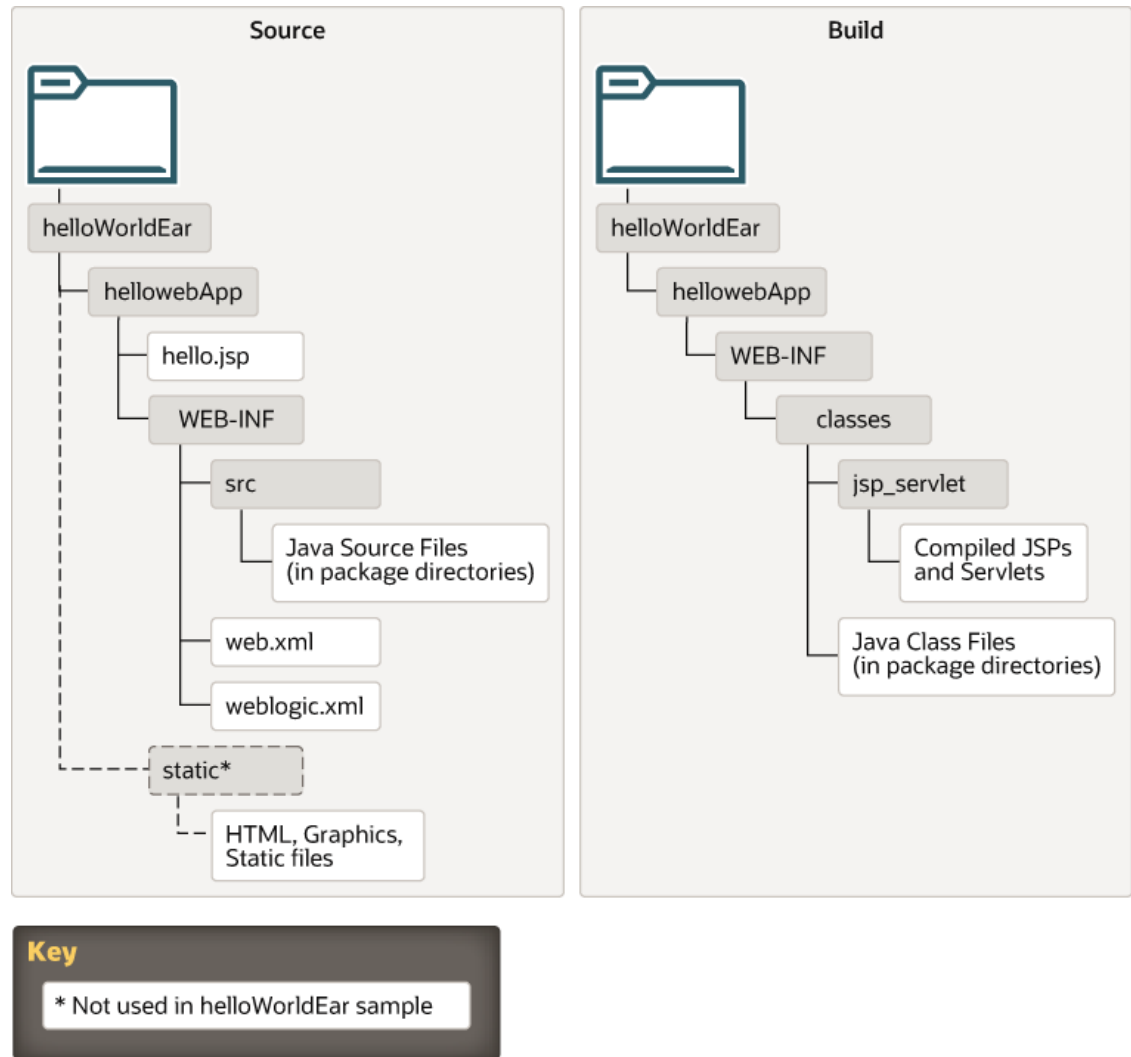 Source
helloWorldEar
hellowebApp
hello.jsp
WEB-INF
src
Java Source Files
(in package directories)
web.xml
weblogic.xml
static*
HTML, Graphics,
Static files
Build
helloWorldEar
hellowebApp
WEB-INF
classes
jsp_servlet
Compiled JSPs
and Servlets
Java Class Files
(in package directories)
Key
* Not used in helloWorldEar sample